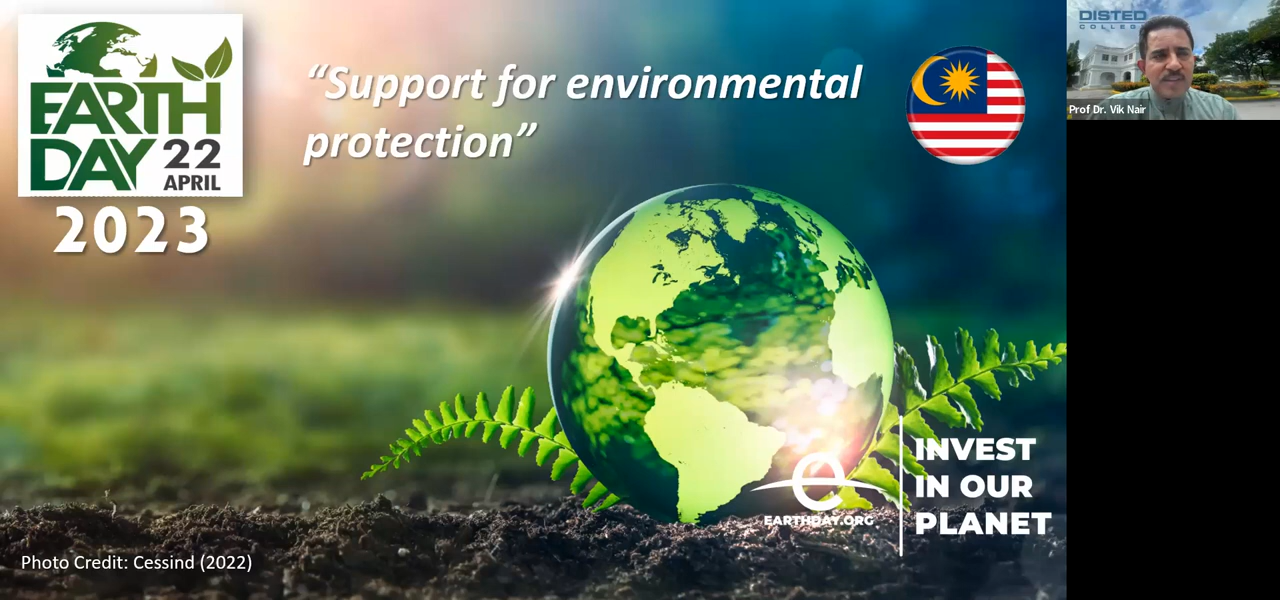 EARTH
DAY 22
APRIL
2023
“Support for environmental
protection”
DISTED
COLLEGE
Prof Dr. Vik Nair
INVEST
IN OUR
PLANET
e
EARTHDAY.ORG
Photo Credit: Cessind (2022)